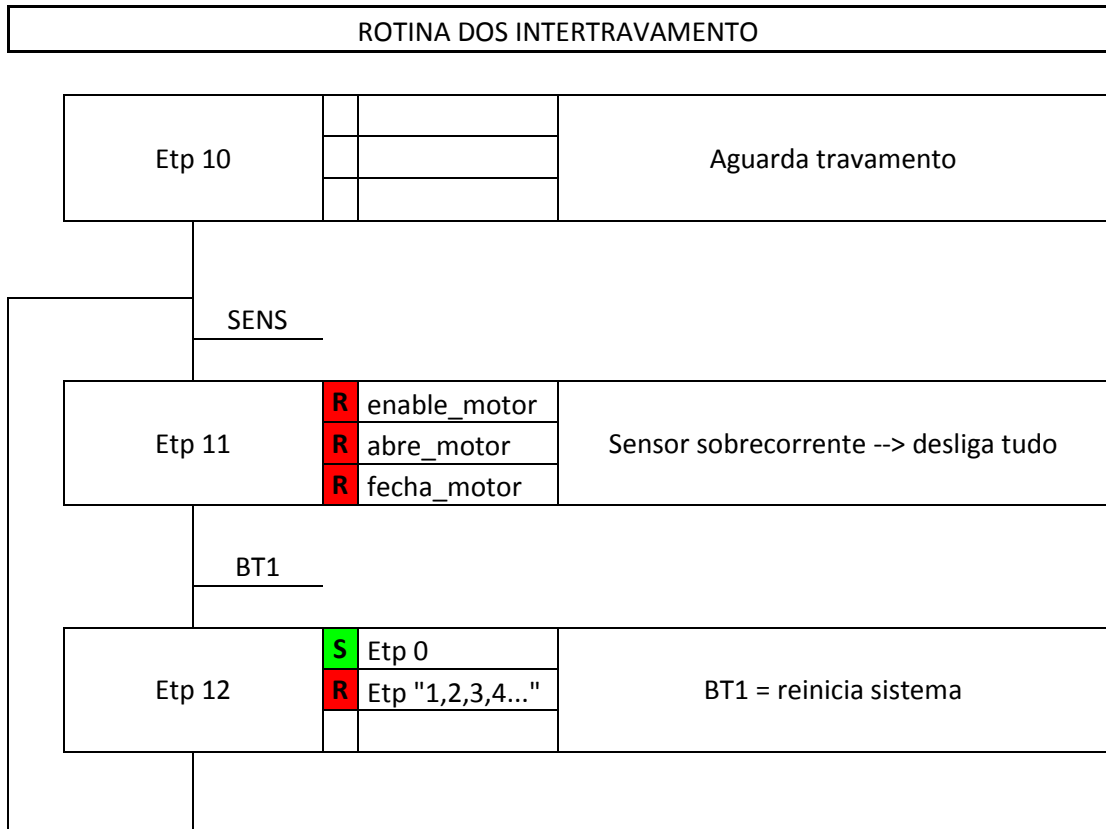 ROTINA DOS INTERTRAVAMENTO
Etp 10
Aguarda travamento
SENS
Etp 11
R enable_motor
R abre_motor
R fecha_motor
Sensor sobrecorrente --> desliga tudo
BT1
Etp 12
S Etp 0
R Etp "1,2,3,4..."
BT1 = reinicia sistema